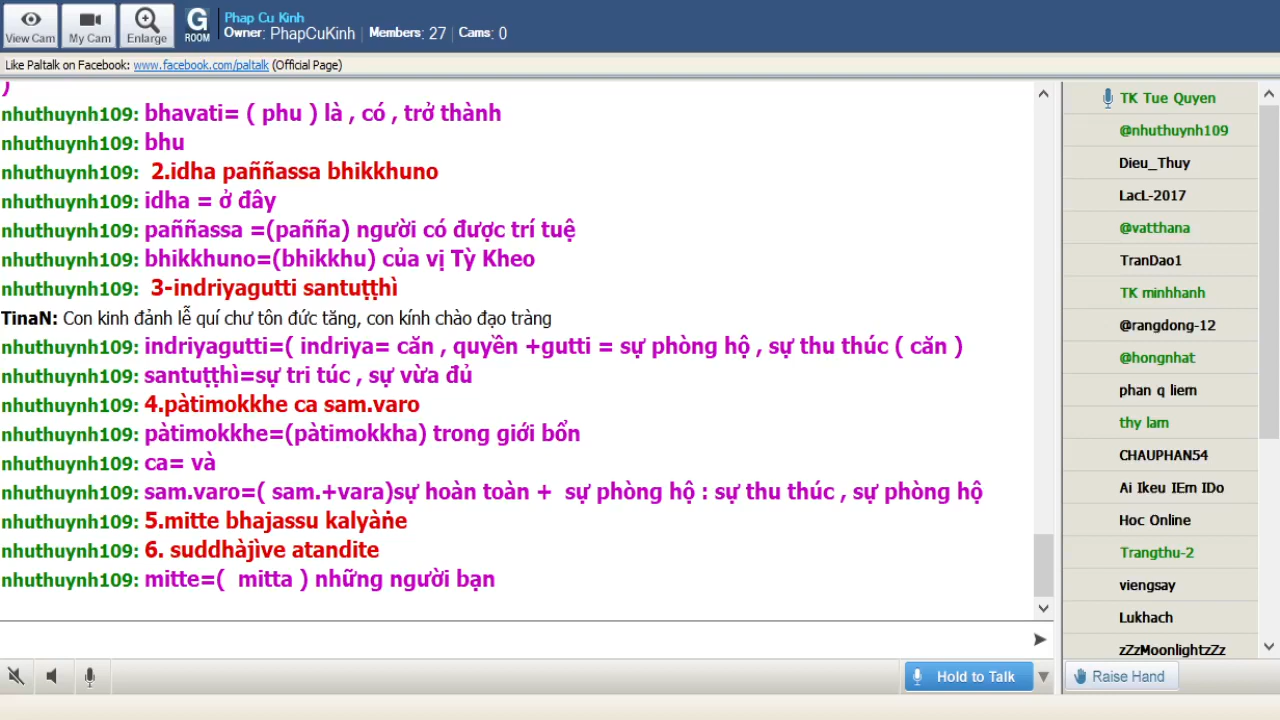 Phap Cu Kinh
Owner: PhapCuKinh | Members: 27 | Cams: 0
View Cam
My Cam
Enlarge
G
ROOM
Like Paltalk on Facebook: www.facebook.com/paltalk (Official Page)
)
nhuthuynh109: bhavati= ( phu ) là , có , trở thành
nhuthuynh109: bhu
nhuthuynh109: 2.idha paññassa bhikkhuno
nhuthuynh109: idha = ở đây
nhuthuynh109: paññassa =(pañña) người có được trí tuệ
nhuthuynh109: bhikkhuno=(bhikkhu) của vị Tỳ Kheo
nhuthuynh109: 3-indriyagutti santuṭṭhì
TinaN: Con kinh đảnh lễ quí chư tôn đức tăng, con kính chào đạo tràng
nhuthuynh109: indriyagutti=( indriya= căn , quyền +gutti = sự phòng hộ , sự thu thúc ( căn )
nhuthuynh109: santuṭṭhì=sự tri túc , sự vừa đủ
nhuthuynh109: 4.pàtimokkhe ca sam.varo
nhuthuynh109: pàtimokkhe=(pàtimokkha) trong giới bổn
nhuthuynh109: ca= và
nhuthuynh109: sam.varo=( sam.+vara)sự hoàn toàn + sự phòng hộ : sự thu thúc , sự phòng hộ
nhuthuynh109: 5.mitte bhajassu kalyàṅe
nhuthuynh109: 6. suddhàjìve atandite
nhuthuynh109: mitte=( mitta ) những người bạn
TK Tue Quyen
@nhuthuynh109
Dieu_Thuy
LacL-2017
@vatthana
TranDao1
TK minhhanh
@rangdong-12
@hongnhat
phan q liem
thy lam
CHAUPHAN54
Ai Ikeu IEm IDo
Hoc Online
Trangthu-2
viengsay
Lukhach
zZzMoonlightzZz
Hold to Talk
Raise Hand